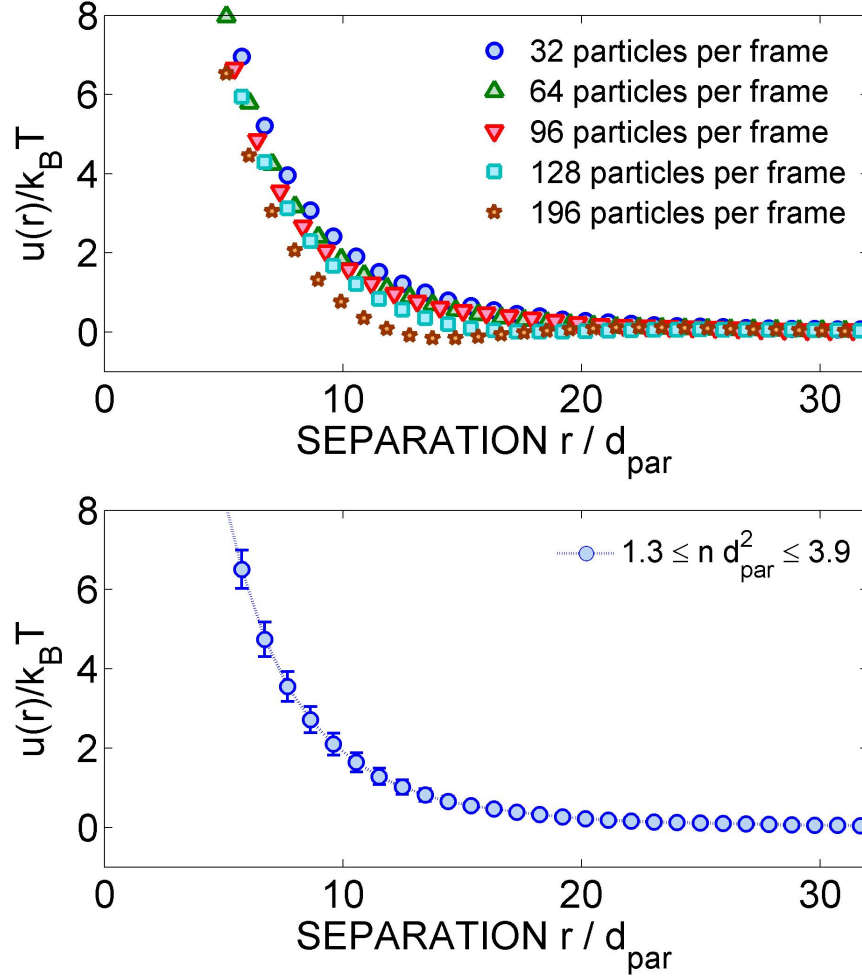 8
6
4
2
0
u(r)/k_B T
32 particles per frame
64 particles per frame
96 particles per frame
128 particles per frame
196 particles per frame
0 10 20 30
SEPARATION r / d_par
8
6
4
2
0
u(r)/k_B T
1.3 ≤ n d²_par ≤ 3.9
0 10 20 30
SEPARATION r / d_par